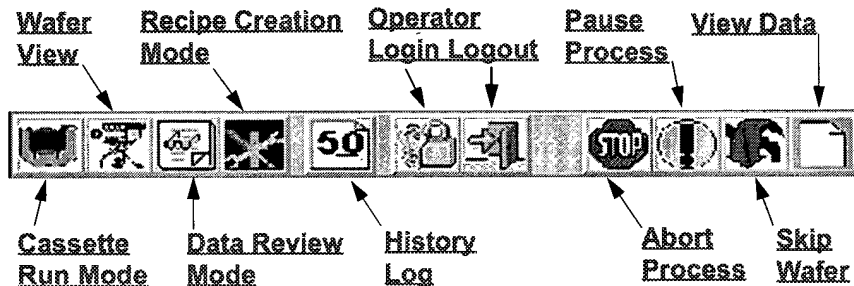 Wafer
View
Recipe Creation
Mode
Operator
Login Logout
Pause
Process
View Data
50
STOP
Cassette
Run Mode
Data Review
Mode
History
Log
Abort
Process
Skip
Wafer